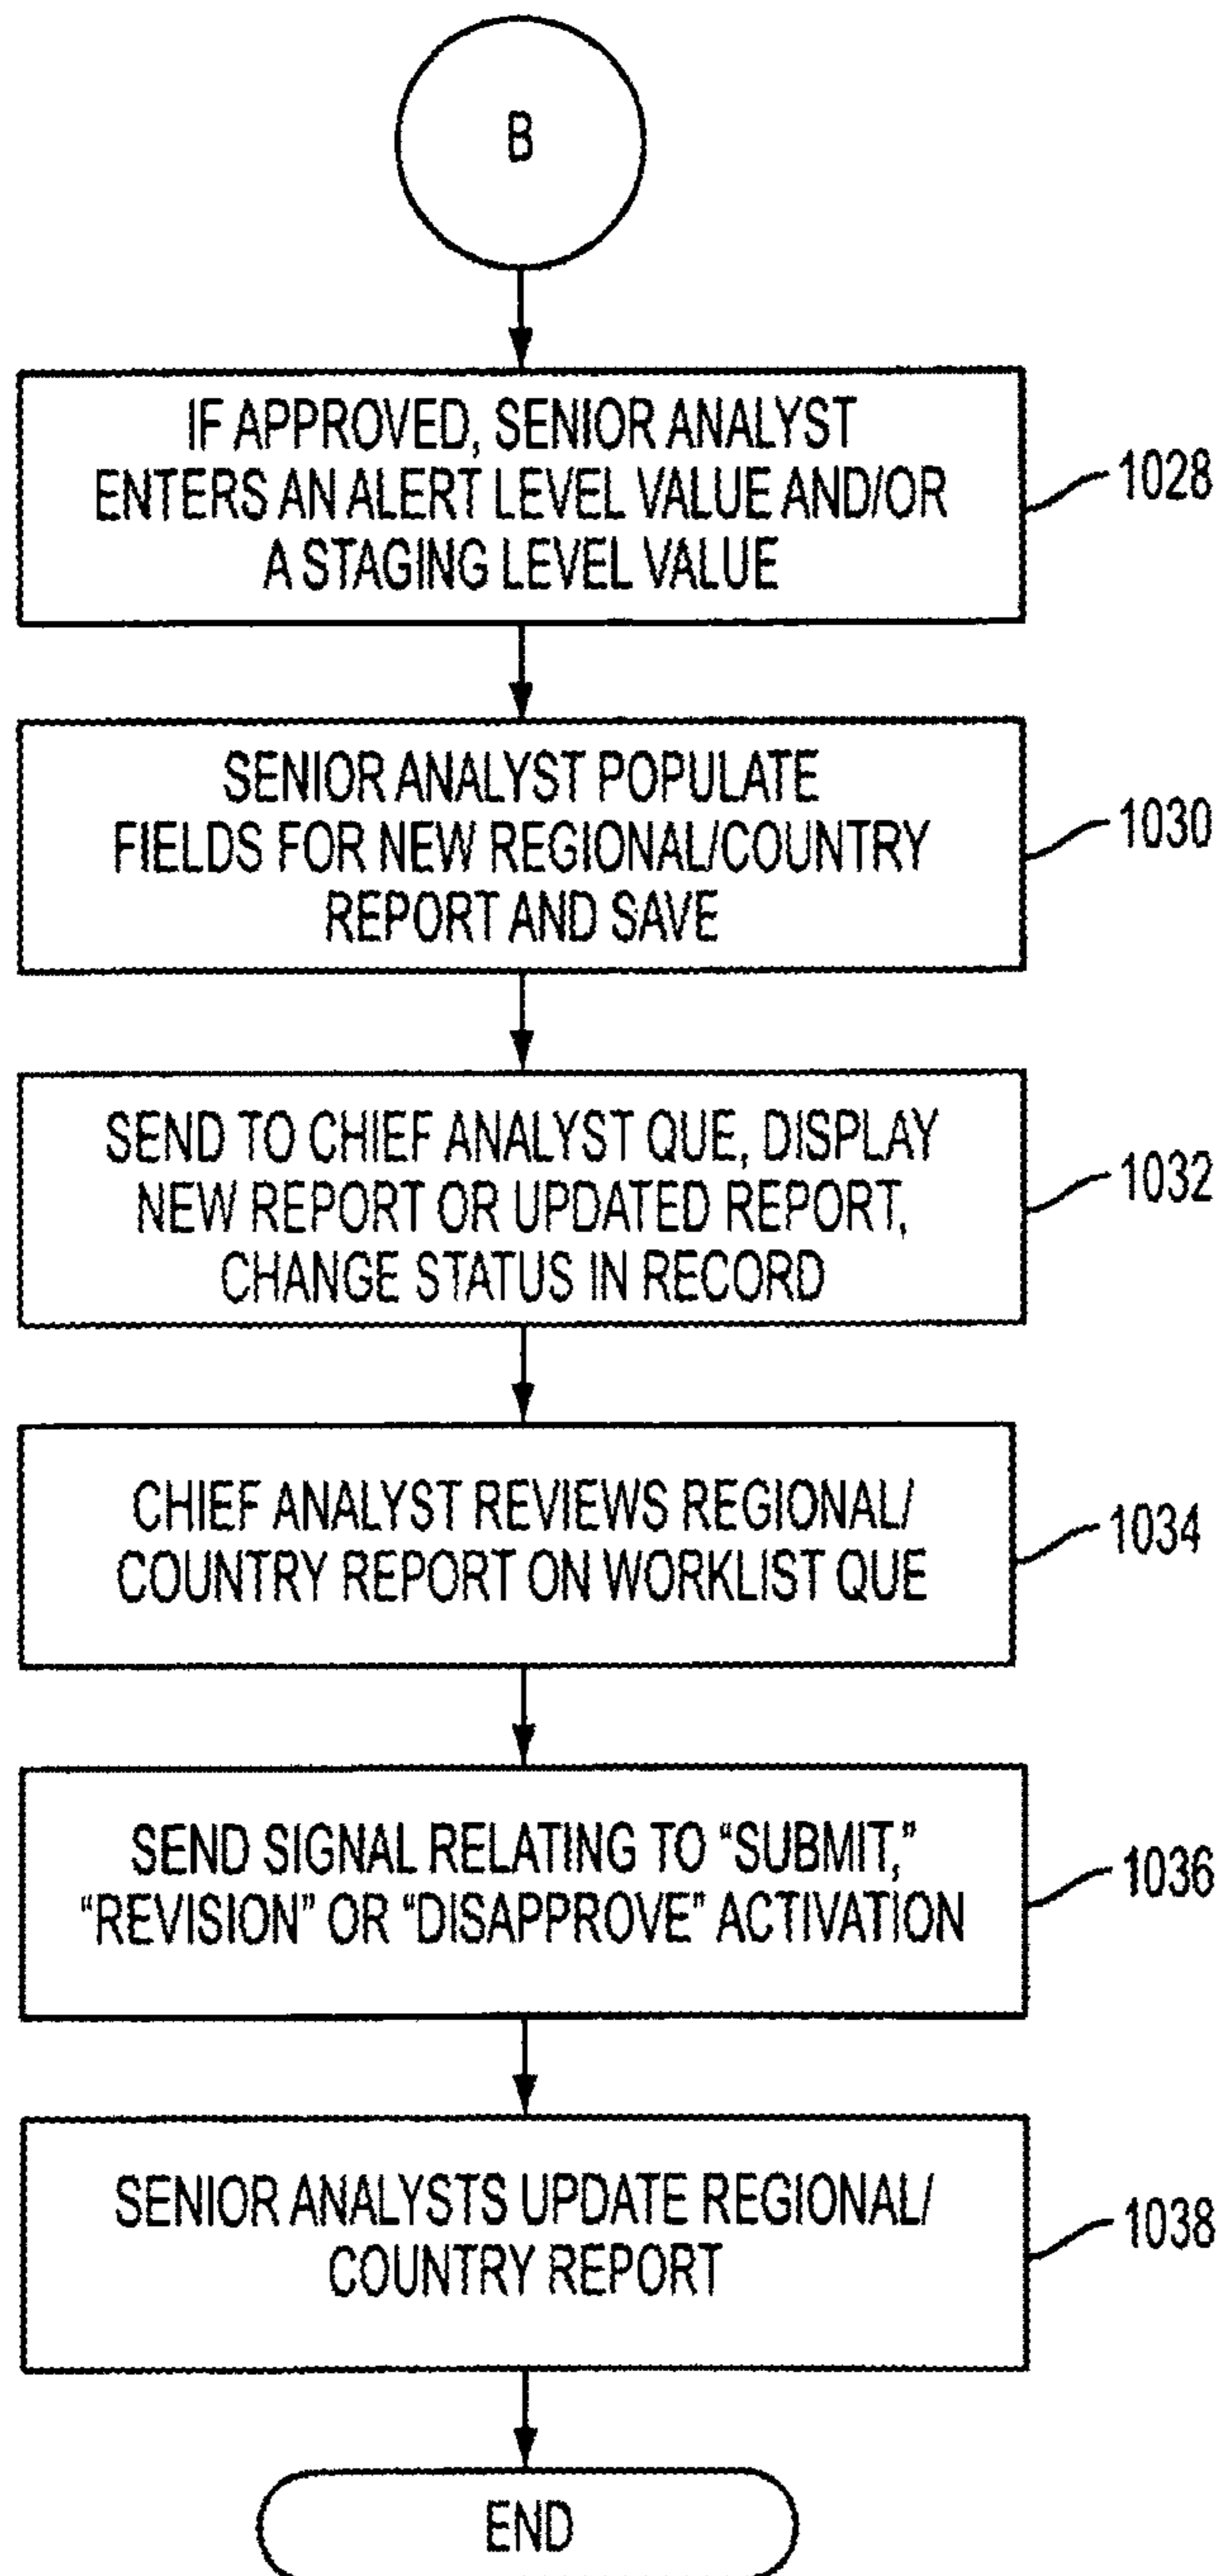 B
IF APPROVED, SENIOR ANALYST
ENTERS AN ALERT LEVEL VALUE AND/OR
A STAGING LEVEL VALUE
1028
SENIOR ANALYST POPULATE
FIELDS FOR NEW REGIONAL/COUNTRY
REPORT AND SAVE
1030
SEND TO CHIEF ANALYST QUE, DISPLAY
NEW REPORT OR UPDATED REPORT,
CHANGE STATUS IN RECORD
1032
CHIEF ANALYST REVIEWS REGIONAL/
COUNTRY REPORT ON WORKLIST QUE
1034
SEND SIGNAL RELATING TO “SUBMIT,”
“REVISION” OR “DISAPPROVE” ACTIVATION
1036
SENIOR ANALYSTS UPDATE REGIONAL/
COUNTRY REPORT
1038
END